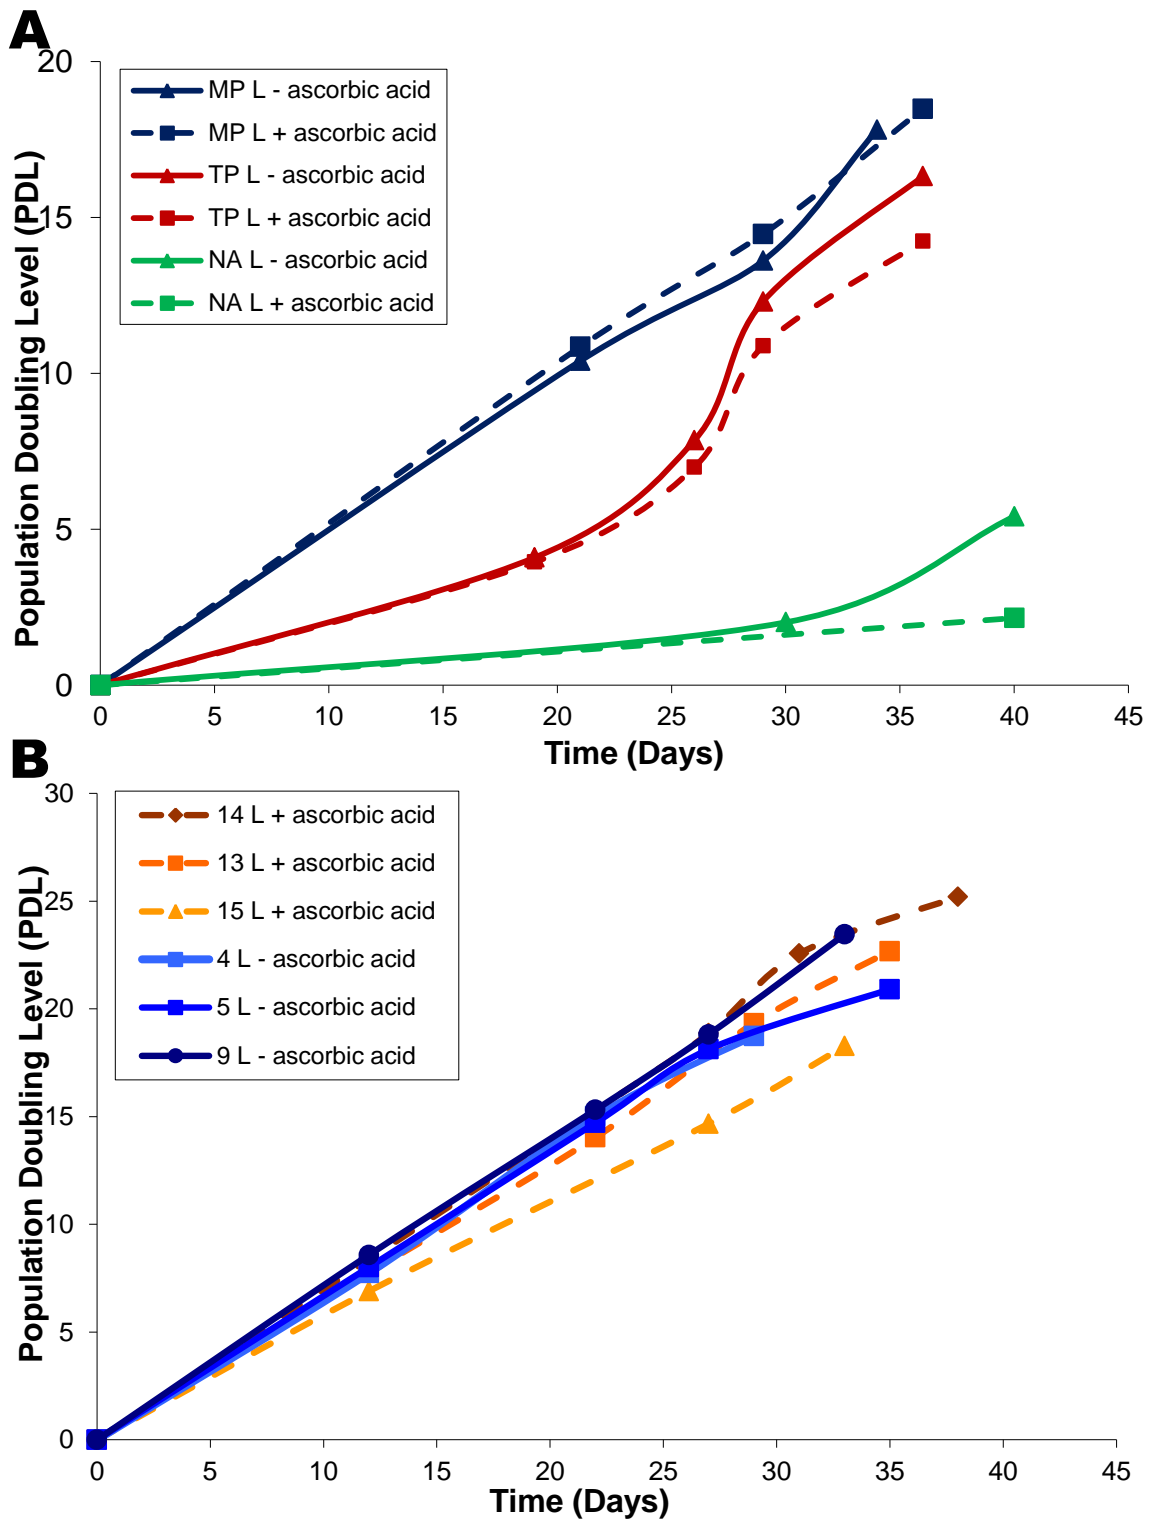 A
20
15
10
5
0
Population Doubling Level (PDL)
MP L - ascorbic acid
MP L + ascorbic acid
TP L - ascorbic acid
TP L + ascorbic acid
NA L - ascorbic acid
NA L + ascorbic acid
0 5 10 15 20 25 30 35 40 45
Time (Days)
B
30
25
20
15
10
5
0
Population Doubling Level (PDL)
14 L + ascorbic acid
13 L + ascorbic acid
15 L + ascorbic acid
4 L - ascorbic acid
5 L - ascorbic acid
9 L - ascorbic acid
0 5 10 15 20 25 30 35 40 45
Time (Days)